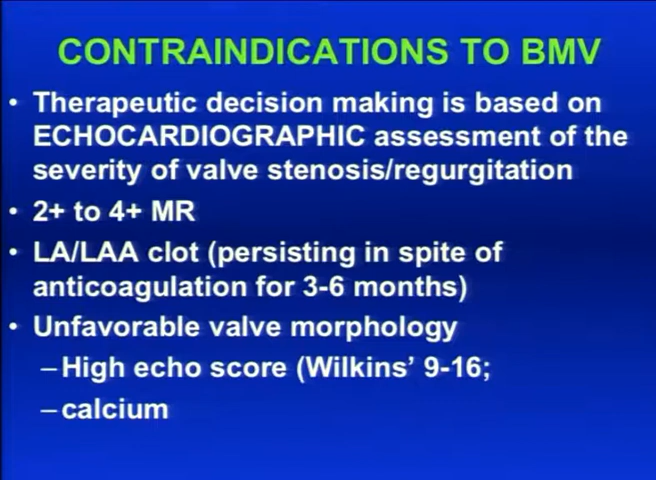 CONTRAINDICATIONS TO BMV
• Therapeutic decision making is based on
ECHOCARDIOGRAPHIC assessment of the
severity of valve stenosis/regurgitation
• 2+ to 4+ MR
• LA/LAA clot (persisting in spite of
anticoagulation for 3-6 months)
• Unfavorable valve morphology
–High echo score (Wilkins’ 9-16;
–calcium